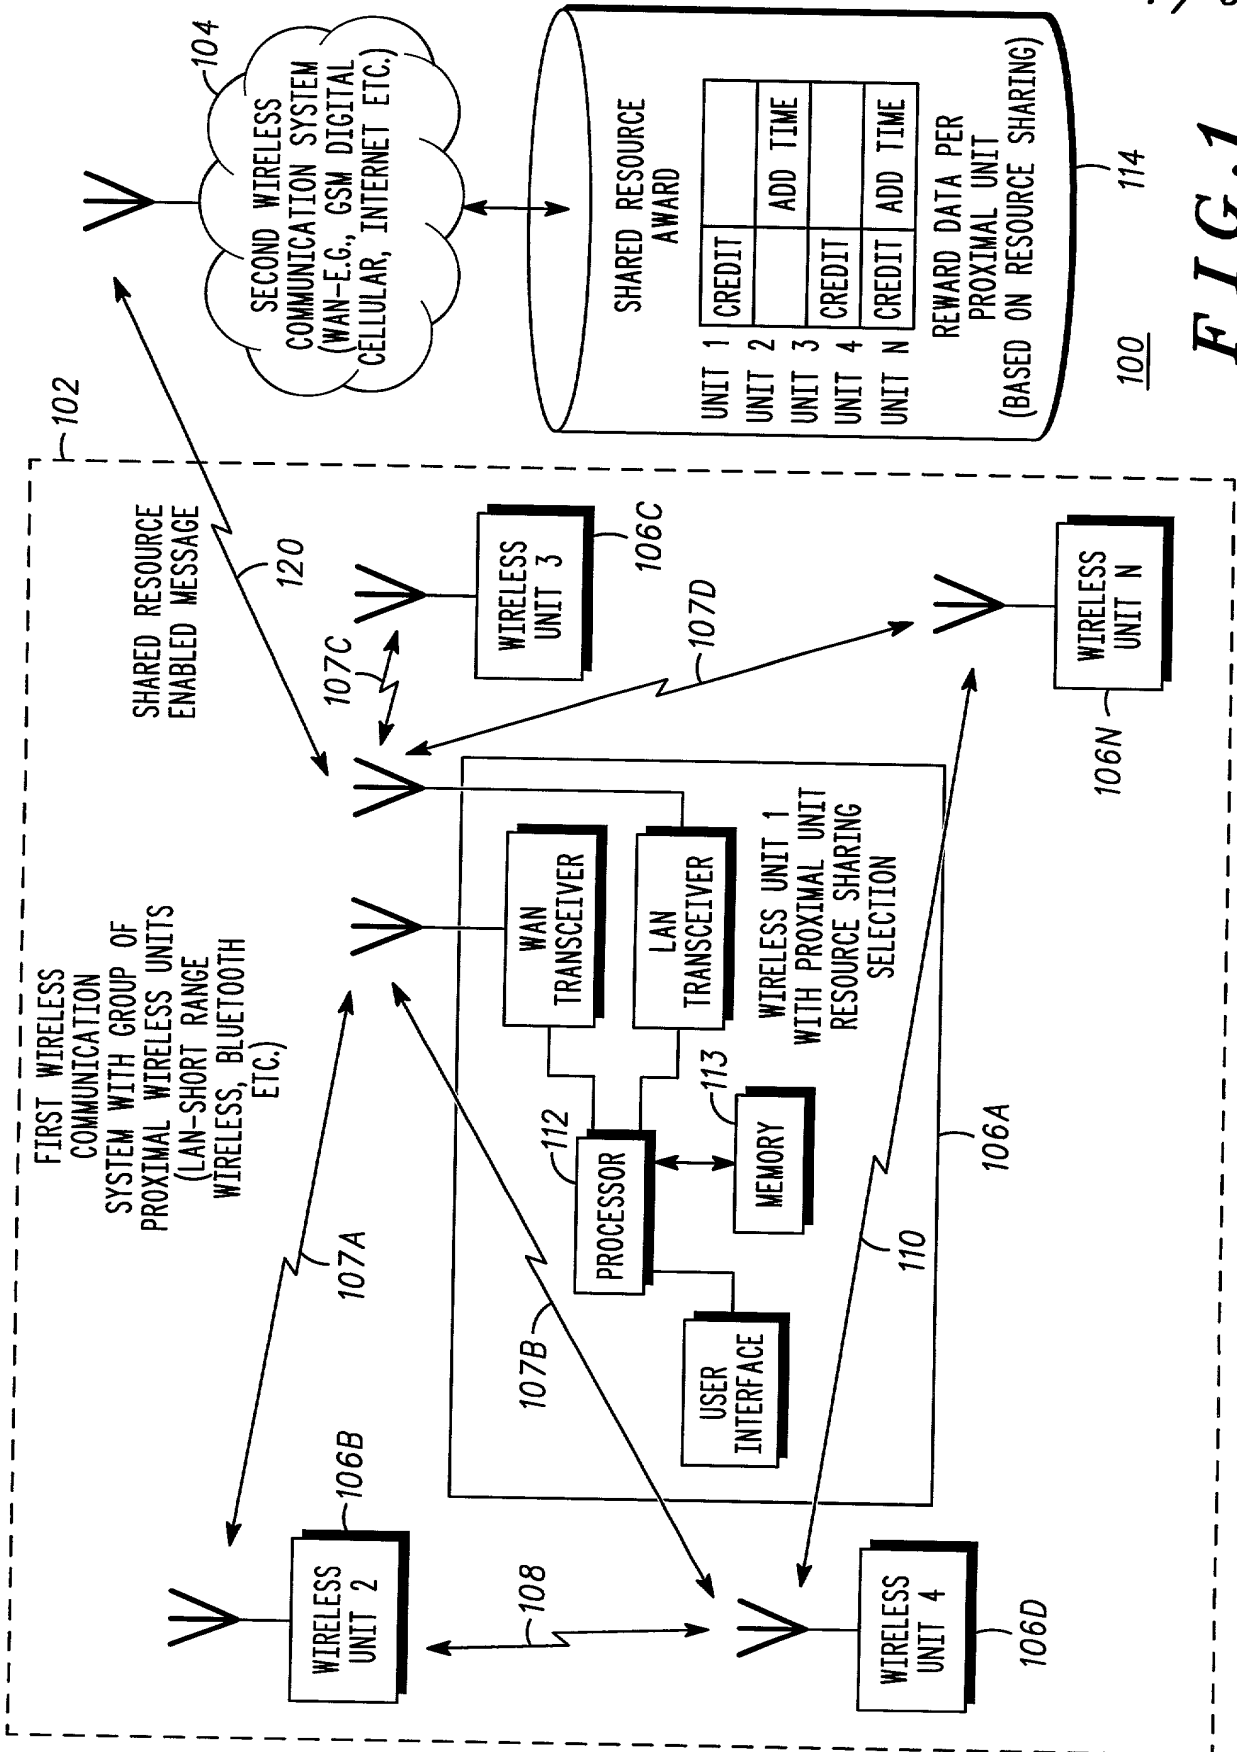 FIRST WIRELESS
COMMUNICATION
SYSTEM WITH GROUP OF
PROXIMAL WIRELESS UNITS
(LAN-SHORT RANGE
WIRELESS, BLUETOOTH
ETC.)
SHARED RESOURCE
ENABLED MESSAGE
102
104
SECOND WIRELESS
COMMUNICATION SYSTEM
(WAN-E.G., GSM DIGITAL
CELLULAR, INTERNET ETC.)
120
107A
107C
106B
WIRELESS
UNIT 2
WIRELESS
UNIT 3
106C
107B
107D
108
WAN
TRANSCEIVER
LAN
TRANSCEIVER
112
PROCESSOR
113
MEMORY
USER
INTERFACE
WIRELESS UNIT 1
WITH PROXIMAL UNIT
RESOURCE SHARING
SELECTION
106A
110
WIRELESS
UNIT 4
106D
WIRELESS
UNIT N
106N
SHARED RESOURCE
AWARD
UNIT 1 CREDIT
UNIT 2 ADD TIME
UNIT 3
UNIT 4 CREDIT
UNIT N CREDIT ADD TIME
REWARD DATA PER
PROXIMAL UNIT
(BASED ON RESOURCE SHARING)
114
100
FIG.1